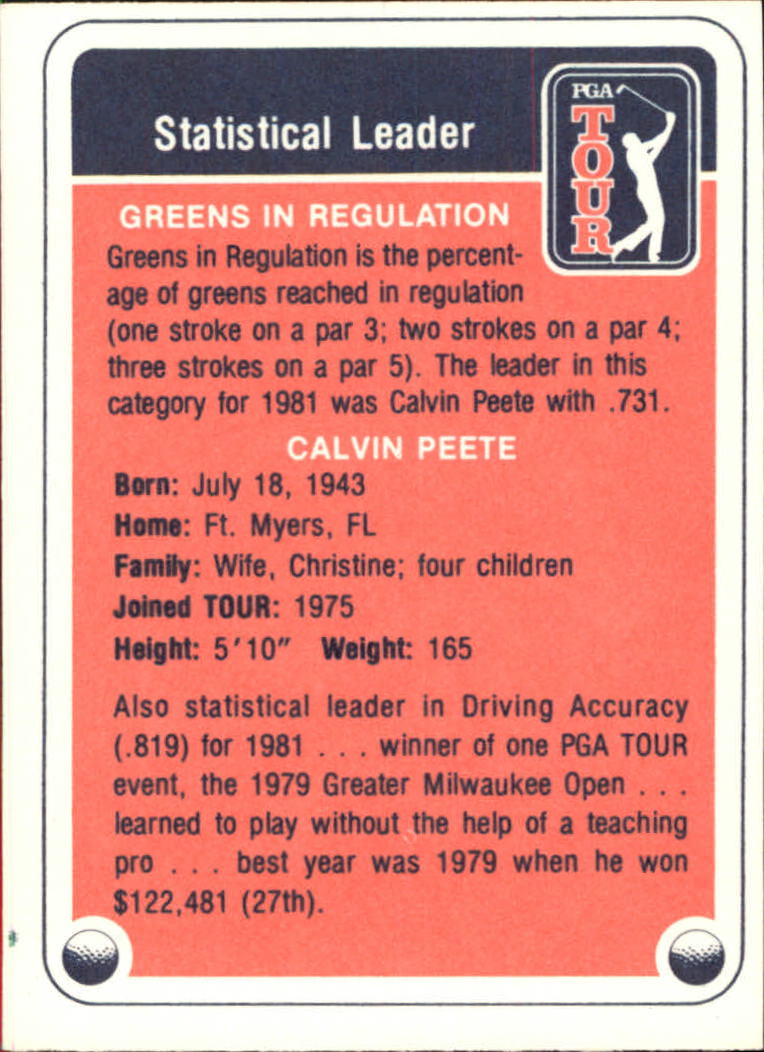 Statistical Leader
PGA
TOUR
GREENS IN REGULATION
Greens in Regulation is the percent-
age of greens reached in regulation
(one stroke on a par 3; two strokes on a par 4;
three strokes on a par 5). The leader in this
category for 1981 was Calvin Peete with .731.
CALVIN PEETE
Born: July 18, 1943
Home: Ft. Myers, FL
Family: Wife, Christine; four children
Joined TOUR: 1975
Height: 5'10" Weight: 165
Also statistical leader in Driving Accuracy
(.819) for 1981 . . . winner of one PGA TOUR
event, the 1979 Greater Milwaukee Open . . .
learned to play without the help of a teaching
pro . . . best year was 1979 when he won
$122,481 (27th).